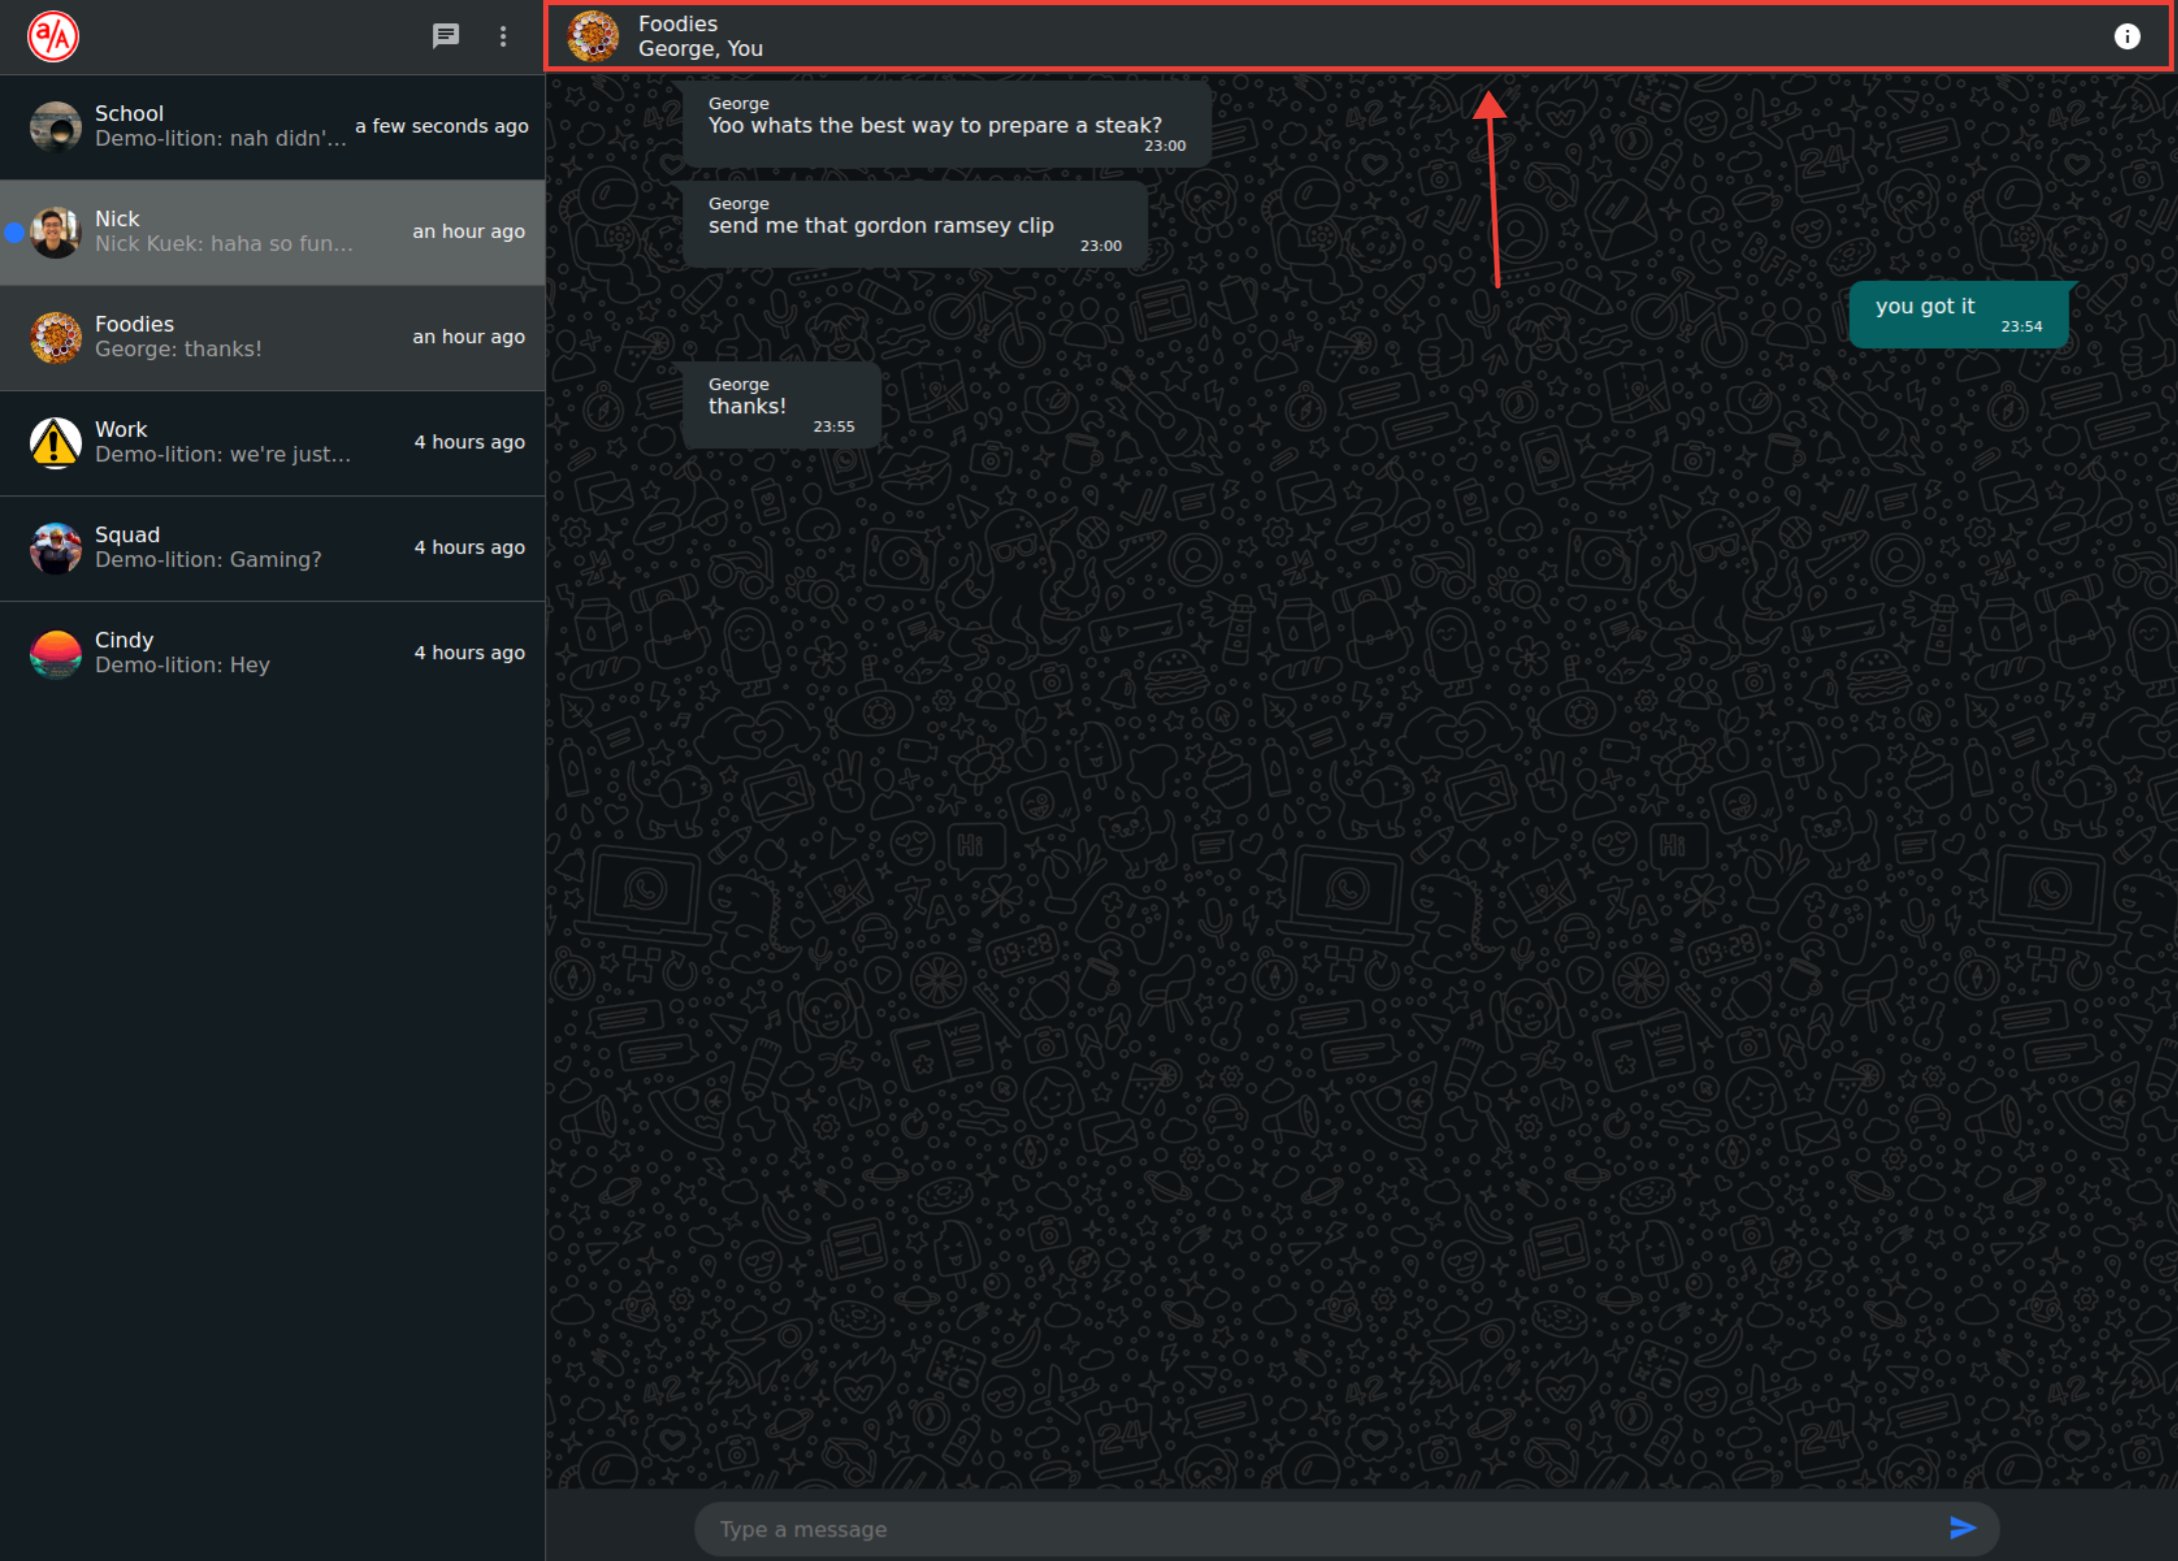 a/A
School
Demo-lition: nah didn'...
a few seconds ago
Nick
Nick Kuek: haha so fun...
an hour ago
Foodies
George: thanks!
an hour ago
Work
Demo-lition: we're just...
4 hours ago
Squad
Demo-lition: Gaming?
4 hours ago
Cindy
Demo-lition: Hey
4 hours ago
Foodies
George, You
George
Yoo whats the best way to prepare a steak?
23:00
George
send me that gordon ramsey clip
23:00
you got it
23:54
George
thanks!
23:55
Type a message